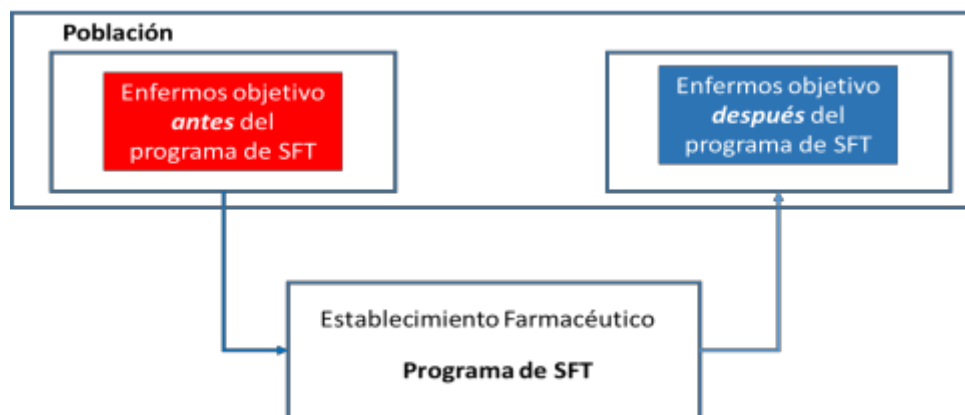 Población
Enfermos objetivo
antes del
programa de SFT
Enfermos objetivo
después del
programa de SFT
Establecimiento Farmacéutico
Programa de SFT